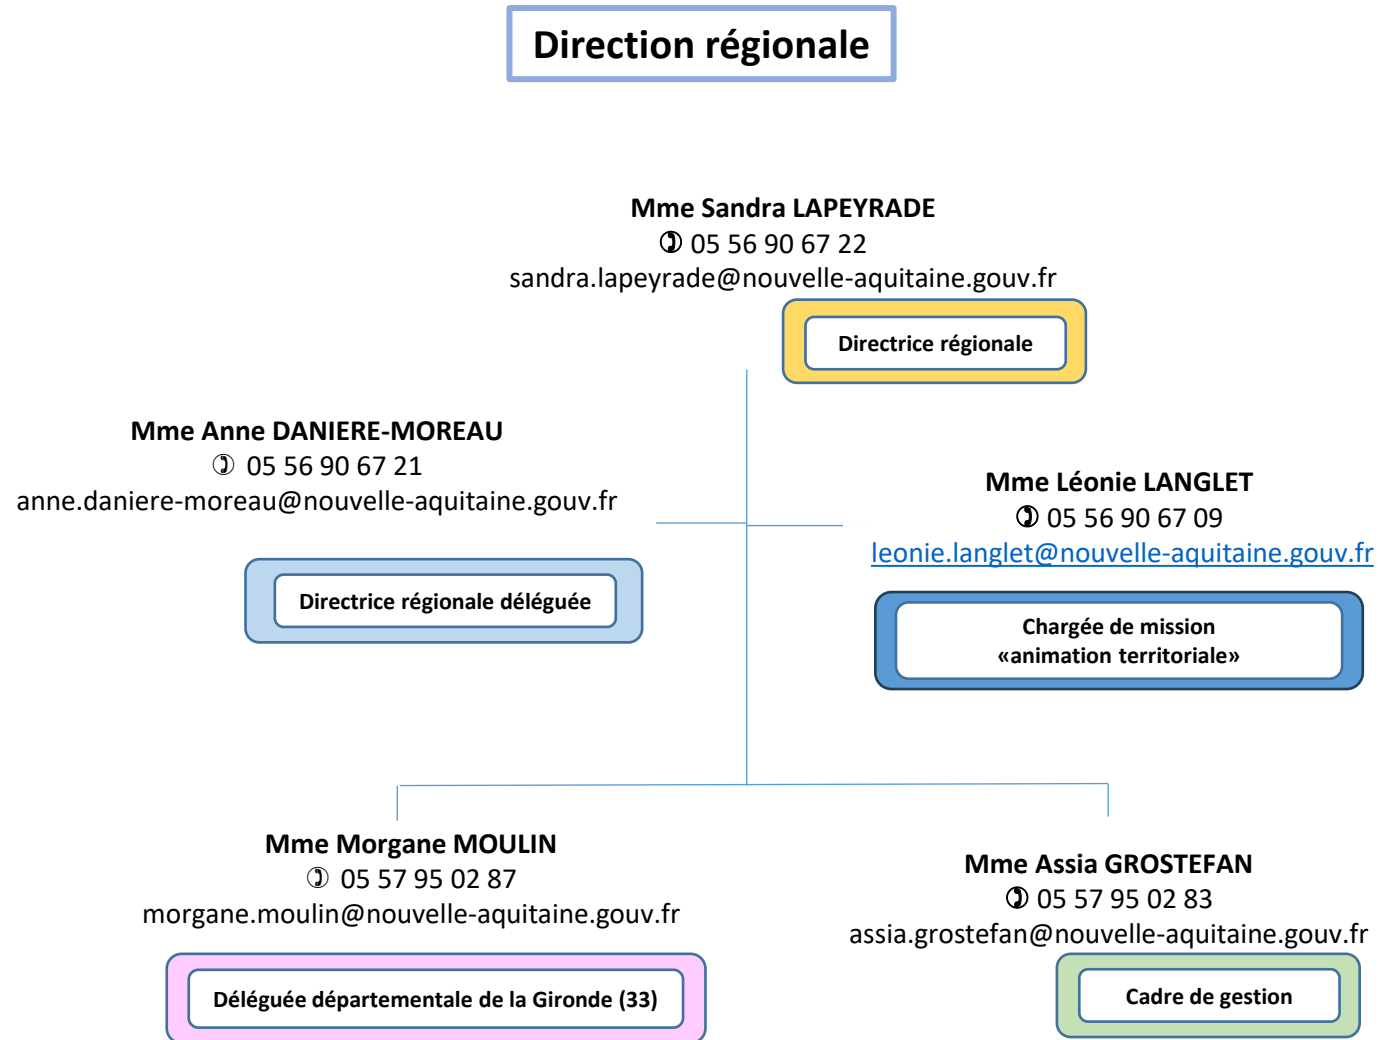 Direction régionale
Mme Sandra LAPEYRADE
05 56 90 67 22
sandra.lapeyrade@nouvelle-aquitaine.gouv.fr
Directrice régionale
Mme Anne DANIERE-MOREAU
05 56 90 67 21
anne.daniere-moreau@nouvelle-aquitaine.gouv.fr
Directrice régionale déléguée
Mme Léonie LANGLET
05 56 90 67 09
leonie.langlet@nouvelle-aquitaine.gouv.fr
Chargée de mission
«animation territoriale»
Mme Morgane MOULIN
05 57 95 02 87
morgane.moulin@nouvelle-aquitaine.gouv.fr
Déléguée départementale de la Gironde (33)
Mme Assia GROSTEFAN
05 57 95 02 83
assia.grostefan@nouvelle-aquitaine.gouv.fr
Cadre de gestion